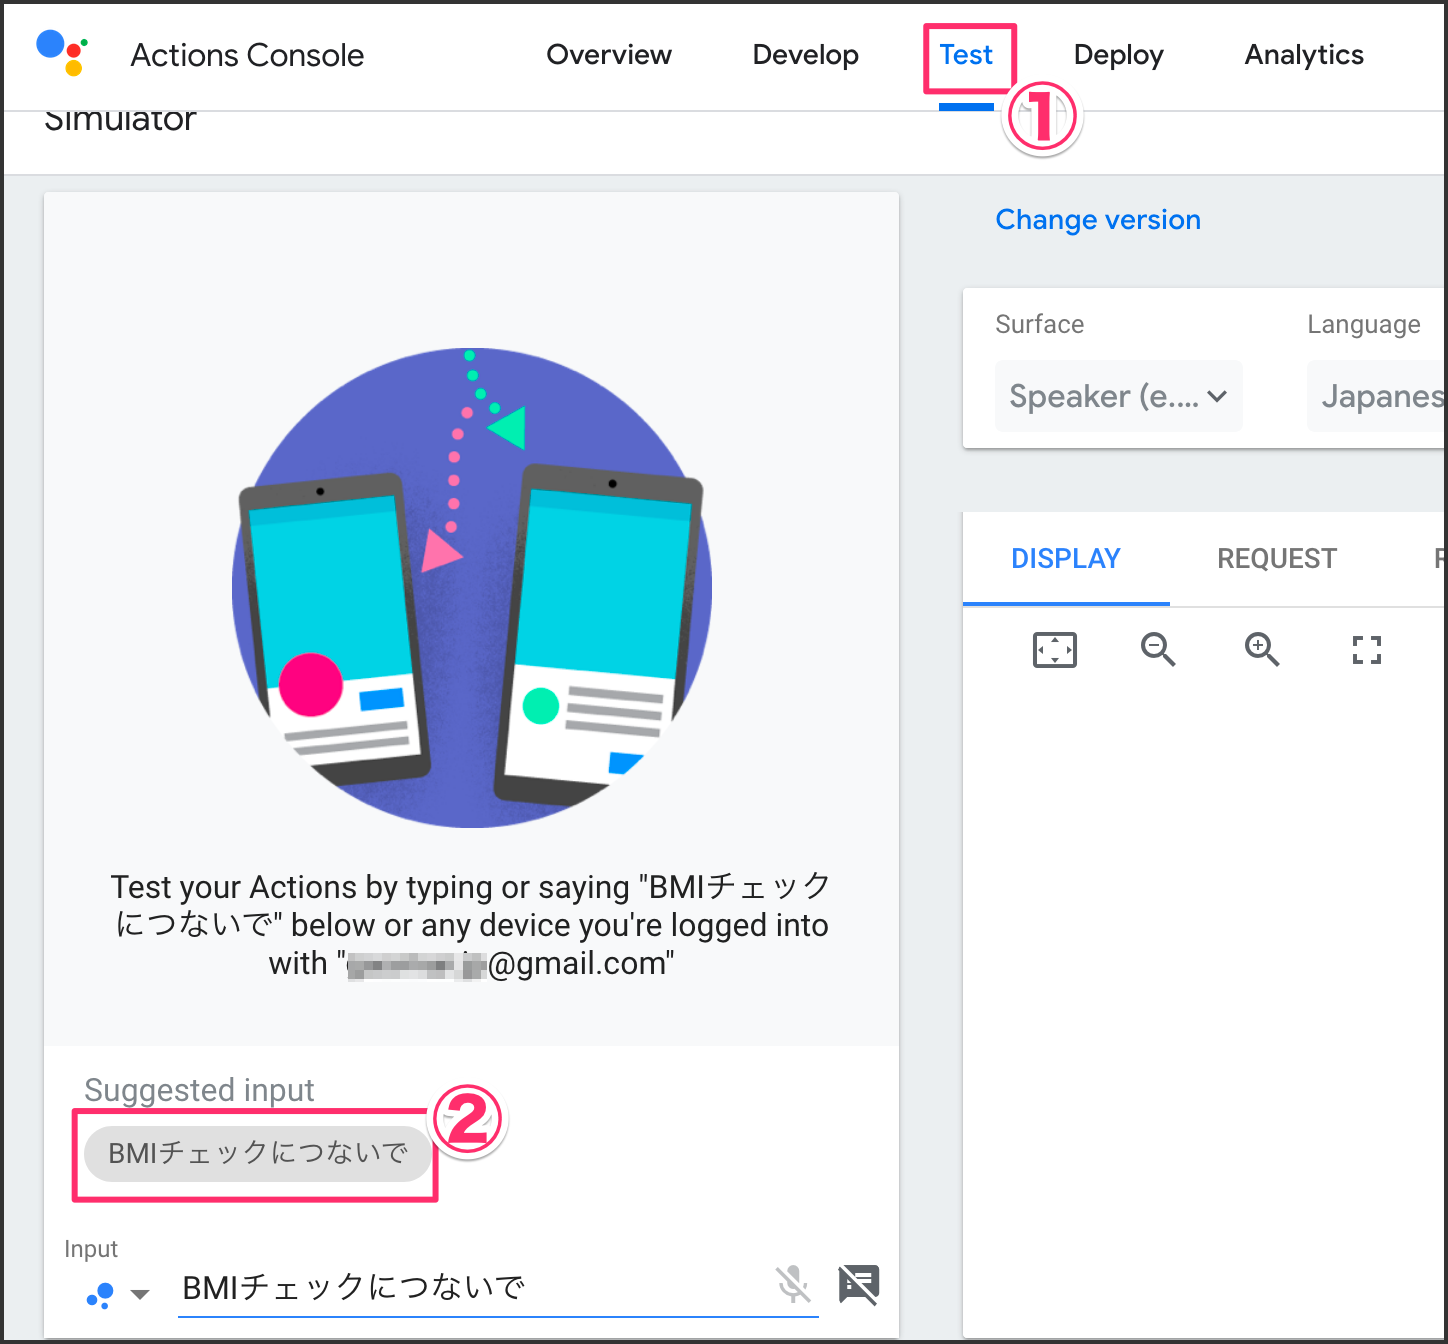 Actions Console
Overview
Develop
Test
Deploy
Analytics
①
Simulator
Change version
Surface
Language
Speaker (e....
Japanes
DISPLAY
REQUEST
Test your Actions by typing or saying "BMIチェック
につないで" below or any device you're logged into
with "@gmail.com"
Suggested input
②
BMIチェックにつないで
Input
BMIチェックにつないで